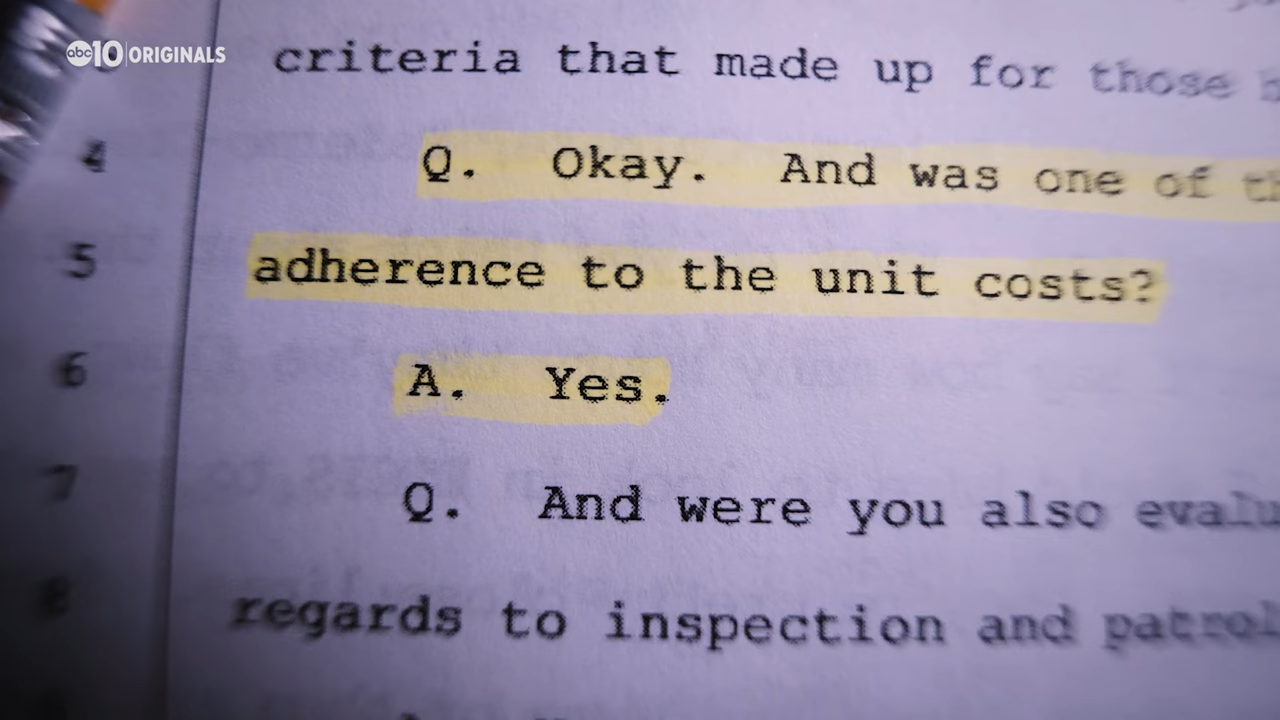 abc10 ORIGINALS
criteria that made up for those
4 Q. Okay. And was one of
5 adherence to the unit costs?
6 A. Yes.
7 Q. And were you also
8 regards to inspection and